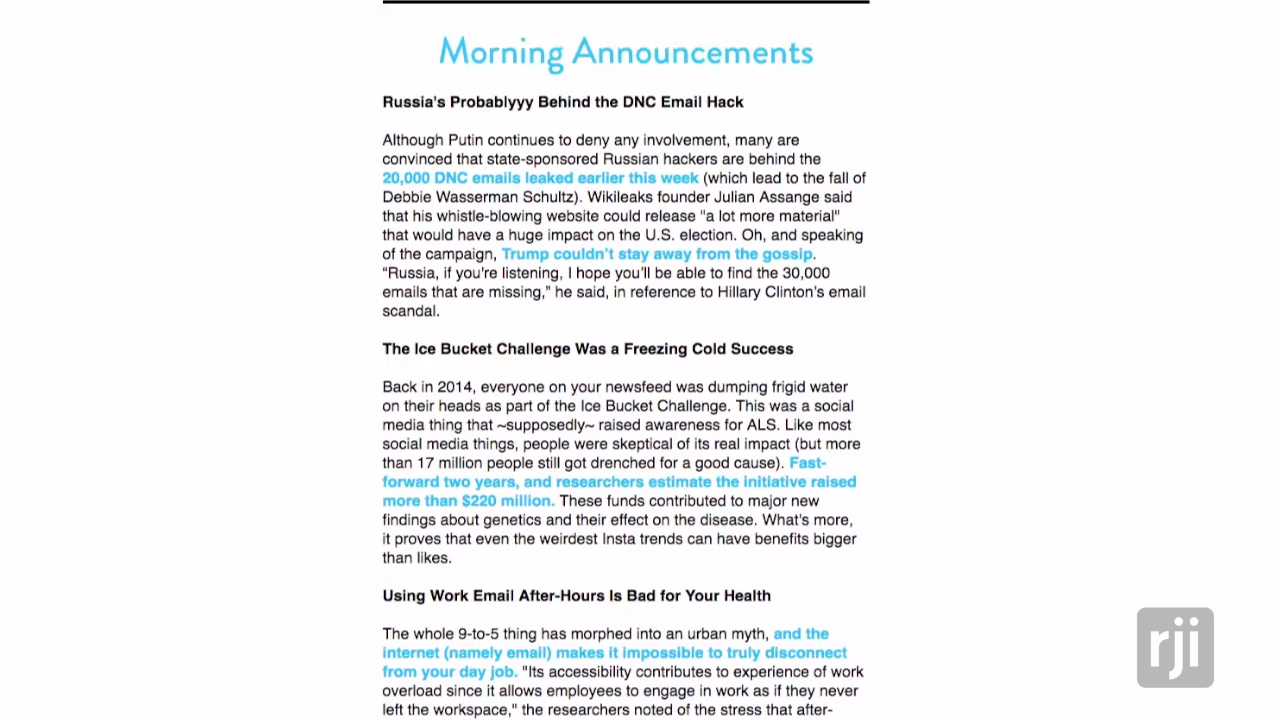 Morning Announcements
Russia's Probablyyy Behind the DNC Email Hack
Although Putin continues to deny any involvement, many are
convinced that state-sponsored Russian hackers are behind the
20,000 DNC emails leaked earlier this week (which lead to the fall of
Debbie Wasserman Schultz). Wikileaks founder Julian Assange said
that his whistle-blowing website could release "a lot more material"
that would have a huge impact on the U.S. election. Oh, and speaking
of the campaign, Trump couldn't stay away from the gossip.
“Russia, if you're listening, I hope you'll be able to find the 30,000
emails that are missing,” he said, in reference to Hillary Clinton's email
scandal.
The Ice Bucket Challenge Was a Freezing Cold Success
Back in 2014, everyone on your newsfeed was dumping frigid water
on their heads as part of the Ice Bucket Challenge. This was a social
media thing that ~supposedly~ raised awareness for ALS. Like most
social media things, people were skeptical of its real impact (but more
than 17 million people still got drenched for a good cause). Fast-
forward two years, and researchers estimate the initiative raised
more than $220 million. These funds contributed to major new
findings about genetics and their effect on the disease. What's more,
it proves that even the weirdest Insta trends can have benefits bigger
than likes.
Using Work Email After-Hours Is Bad for Your Health
The whole 9-to-5 thing has morphed into an urban myth, and the
internet (namely email) makes it impossible to truly disconnect
from your day job. "Its accessibility contributes to experience of work
overload since it allows employees to engage in work as if they never
left the workspace," the researchers noted of the stress that after-
rji